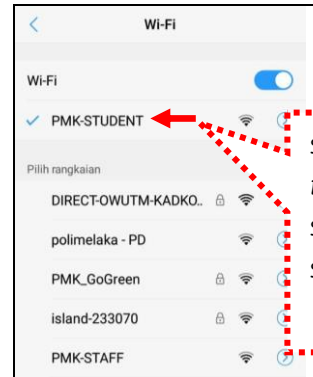 Wi-Fi
Wi-Fi
PMK-STUDENT
Pilih rangkaian
DIRECT-OWUTM-KADKO..
polimelaka - PD
PMK_GoGreen
island-233070
PMK-STAFF